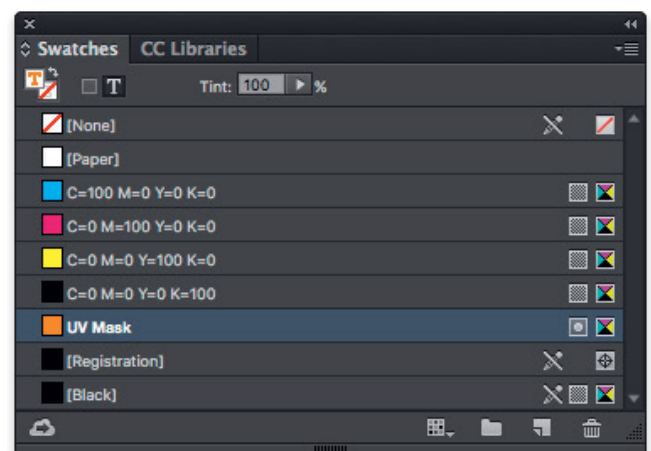 Swatches CC Libraries
T T Tint: 100 %
[None]
[Paper]
C=100 M=0 Y=0 K=0
C=0 M=100 Y=0 K=0
C=0 M=0 Y=100 K=0
C=0 M=0 Y=0 K=100
UV Mask
[Registration]
[Black]